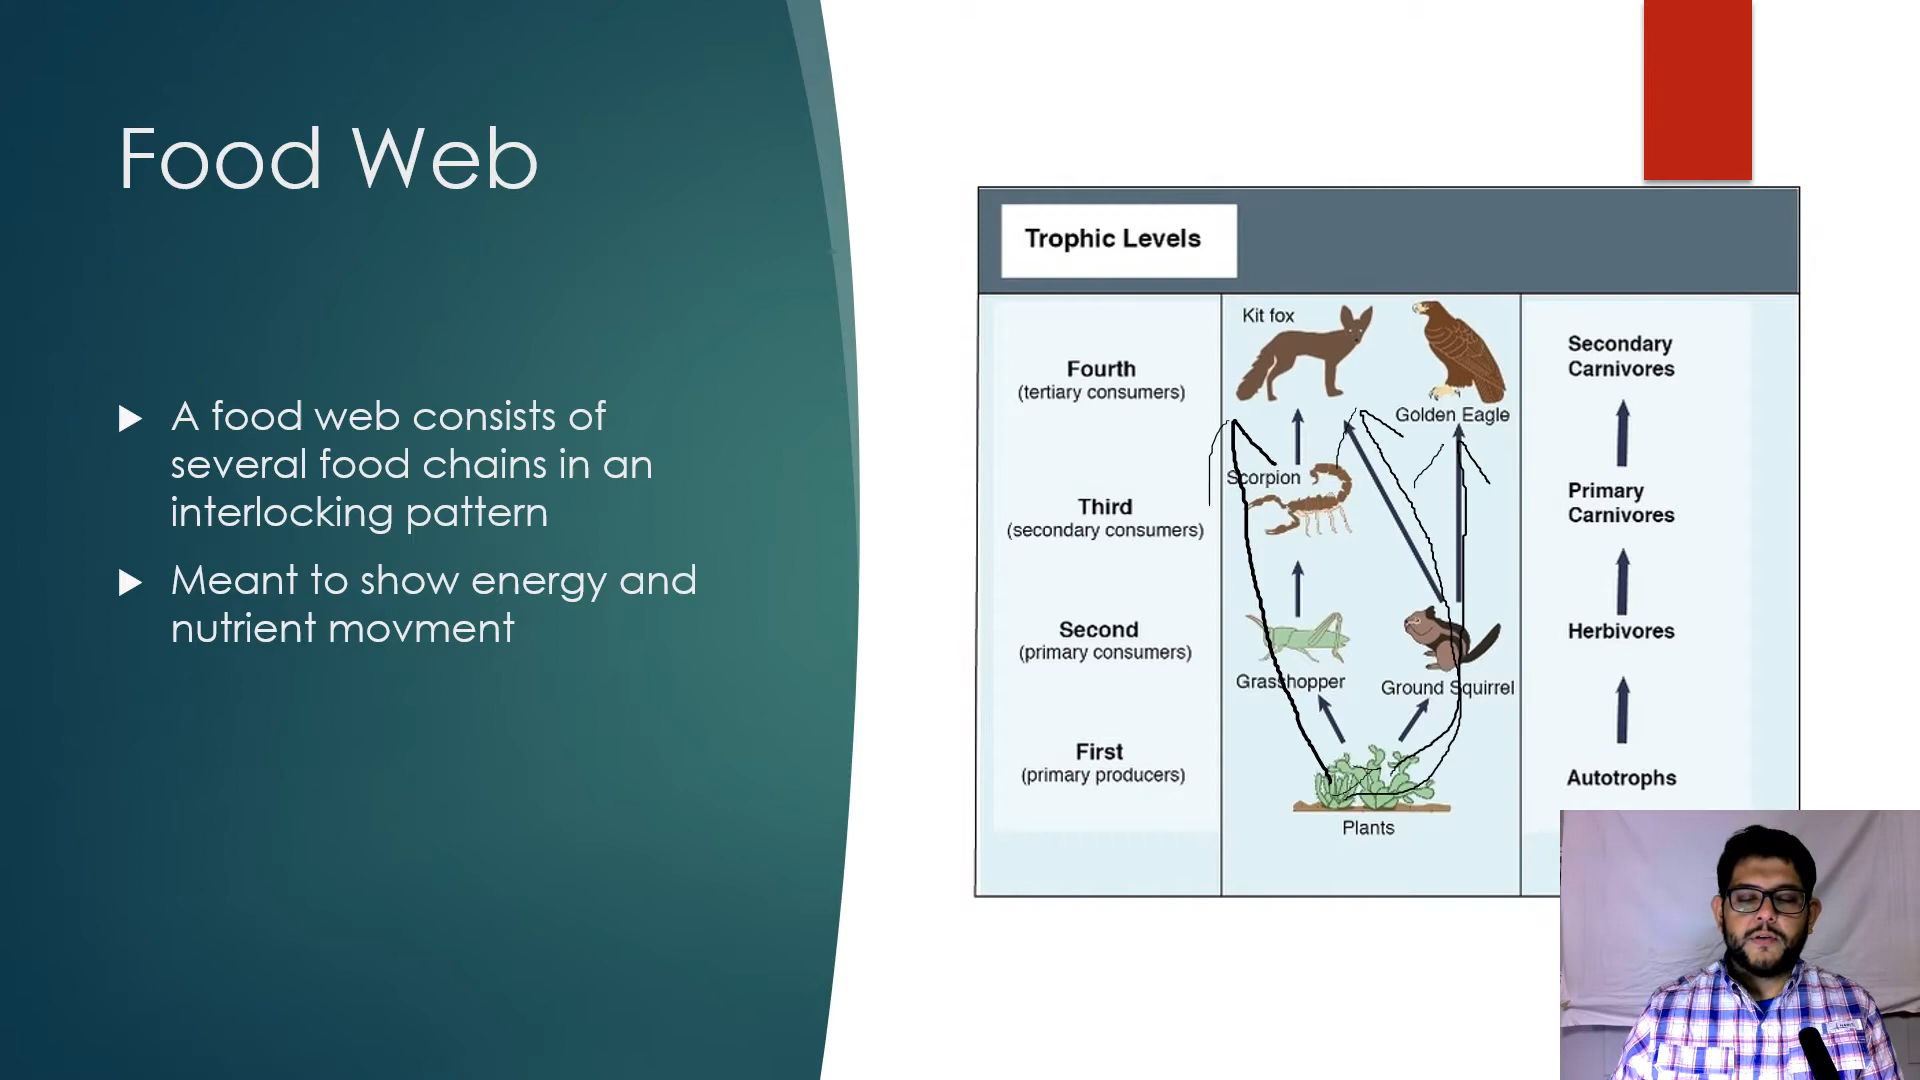 Food Web
A food web consists of
several food chains in an
interlocking pattern
Meant to show energy and
nutrient movment
Trophic Levels
Fourth
(tertiary consumers)
Third
(secondary consumers)
Second
(primary consumers)
First
(primary producers)
Kit fox
Golden Eagle
Scorpion
Grasshopper
Ground Squirrel
Plants
Secondary
Carnivores
Primary
Carnivores
Herbivores
Autotrophs